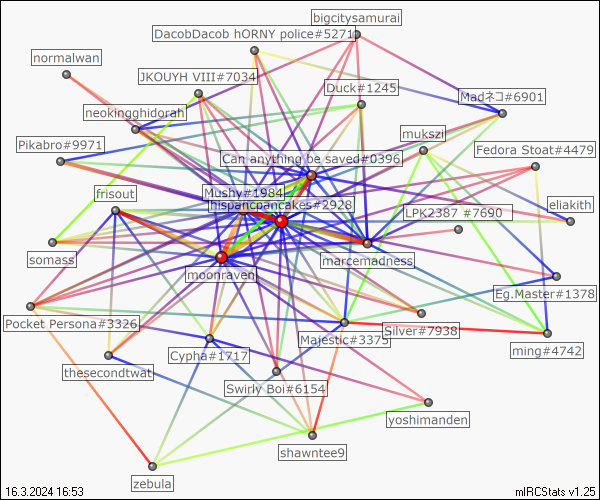 bigcitysamurai
DacobDacob hORNY police#5271
normalwan
JKOUYH VIII#7034
Duck#1245
Madネコ#6901
neokingghidorah
mukszi
Pikabro#9971
Fedora Stoat#4479
Can anything be saved#0396
frisout
Mushy#1984
hispancpancakes#2928
LPK2387 #7690
eliakith
somass
marcemadness
moonraven
Eg.Master#1378
Pocket Persona#3326
Majestic#3375
Silver#7938
ming#4742
Cypha#1717
thesecondtwat
Swirly Boi#6154
yoshimanden
shawntee9
zebula
16.3.2024 16:53
mIRCStats v1.25